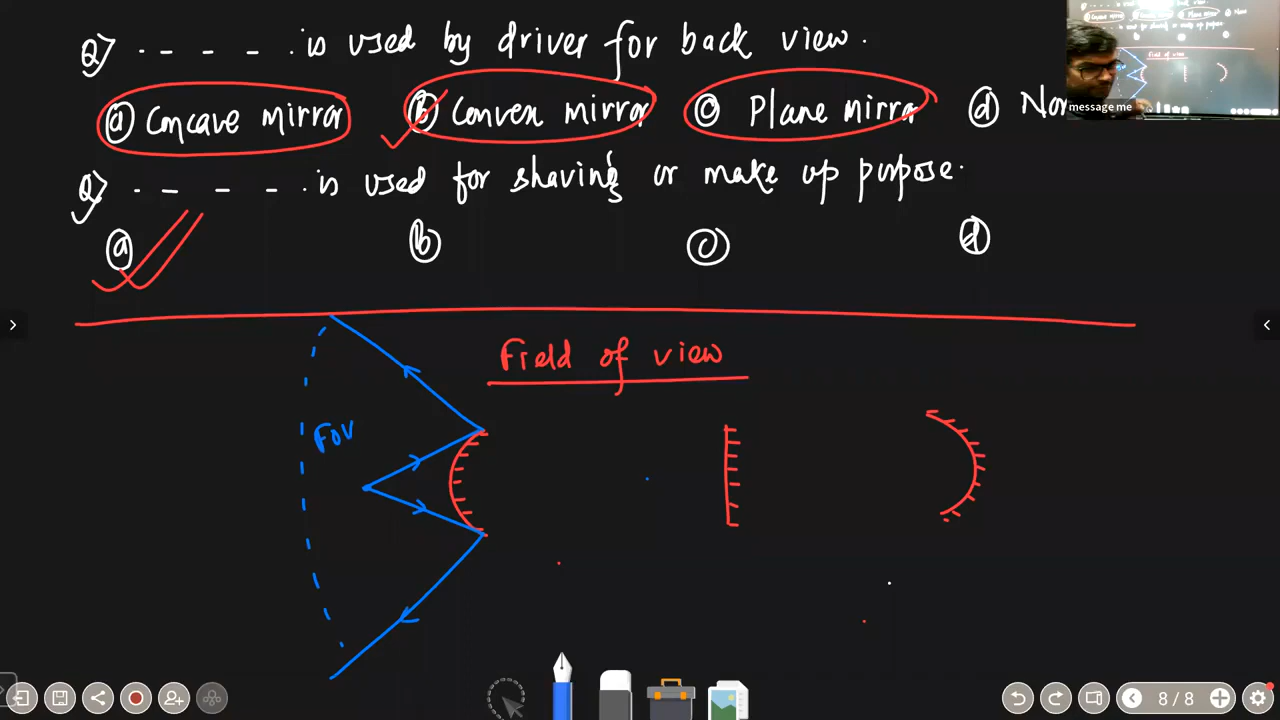 Q) - - - - . is used by driver for back view.
(a) Concave mirror (b) Convex mirror (c) Plane mirror (d)
Q) - - - - . is used for shaving or make up purpose.
(a) (b) (c) (d)
Field of view
FOV
message me
8/8